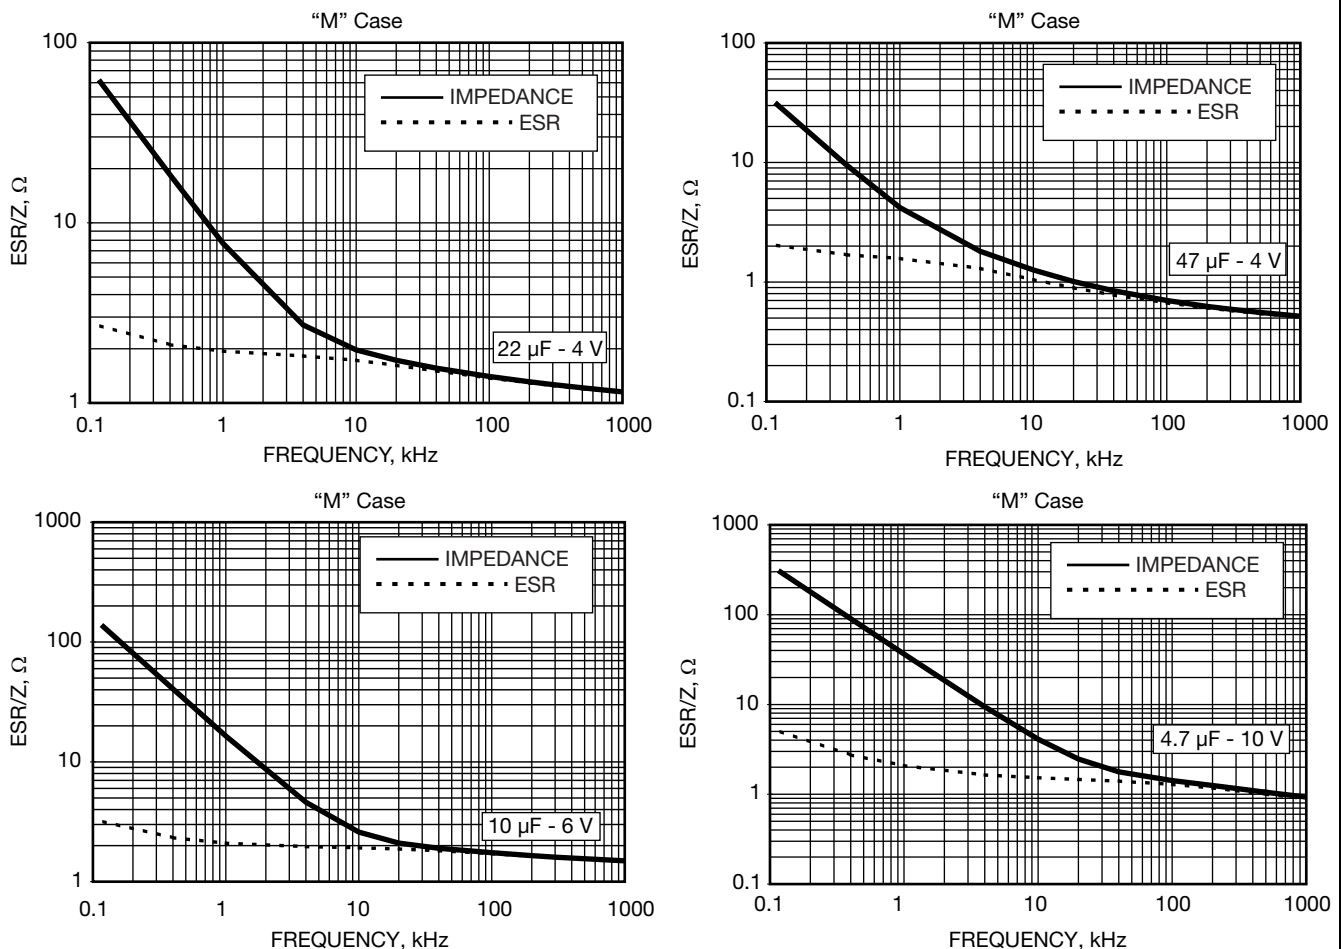 “M” Case
100
10
1
ESR/Z, Ω
IMPEDANCE
ESR
22 µF - 4 V
0.1 1 10 100 1000
FREQUENCY, kHz
“M” Case
100
10
1
0.1
ESR/Z, Ω
IMPEDANCE
ESR
47 µF - 4 V
0.1 1 10 100 1000
FREQUENCY, kHz
“M” Case
1000
100
10
1
ESR/Z, Ω
IMPEDANCE
ESR
10 µF - 6 V
0.1 1 10 100 1000
FREQUENCY, kHz
“M” Case
1000
100
10
1
0.1
ESR/Z, Ω
IMPEDANCE
ESR
4.7 µF - 10 V
0.1 1 10 100 1000
FREQUENCY, kHz